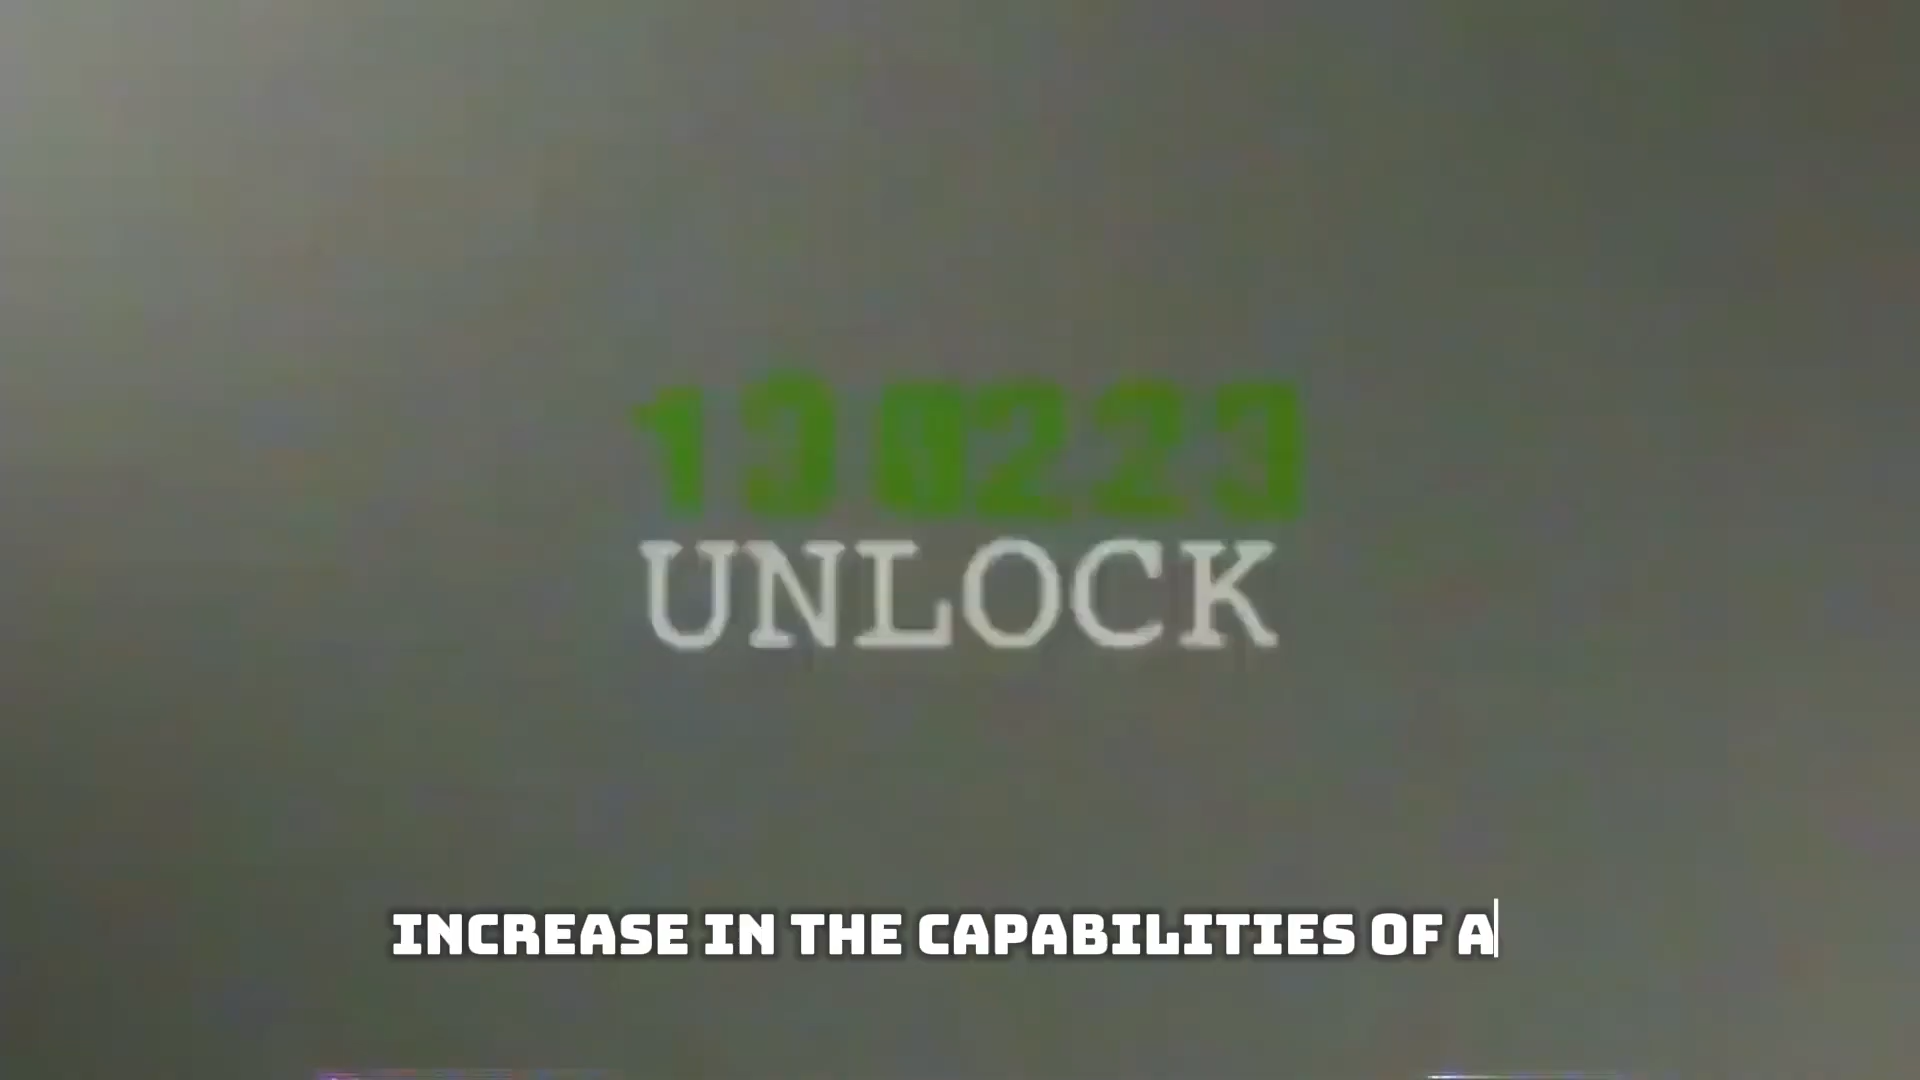 130223
UNLOCK
INCREASE IN THE CAPABILITIES OF A